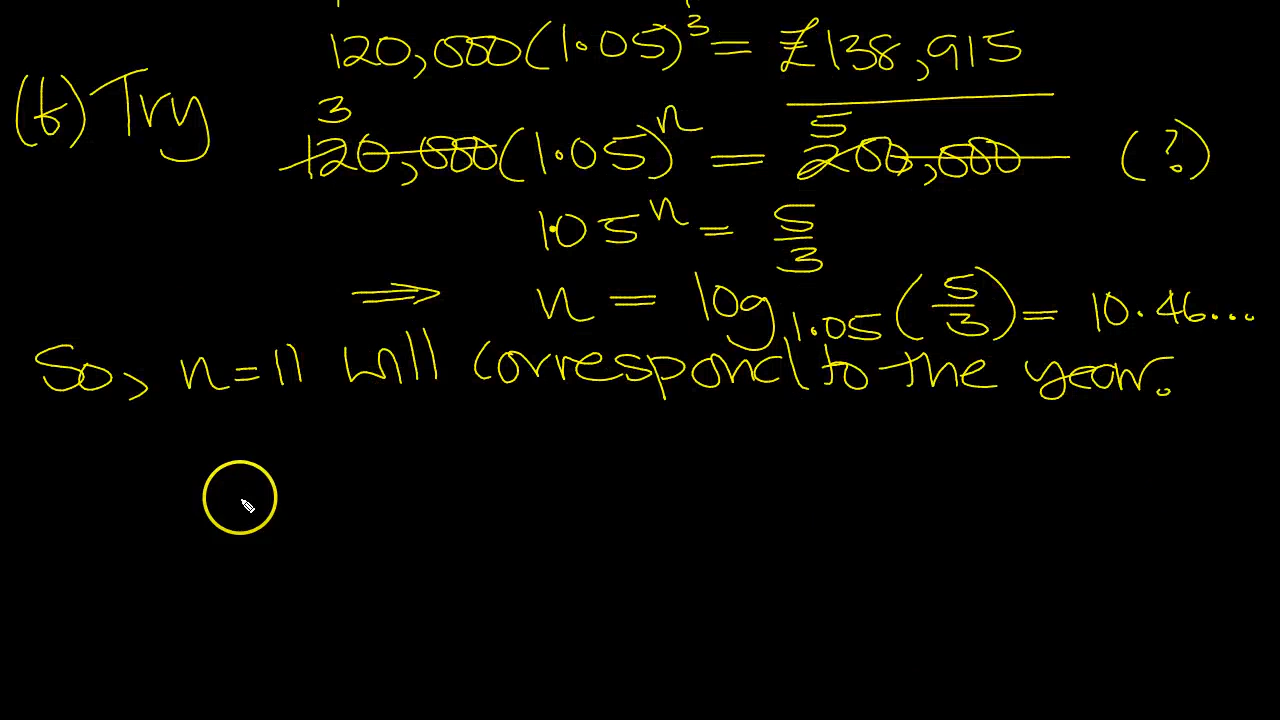 120,000(1·05)³ = £138,915
(b) Try 3 120,000(1·05)ⁿ = 5 200,000 (?)
1·05ⁿ = 5/3
⟹ n = log₁.₀₅(5/3) = 10.46...
So, n=11 will correspond to the year.